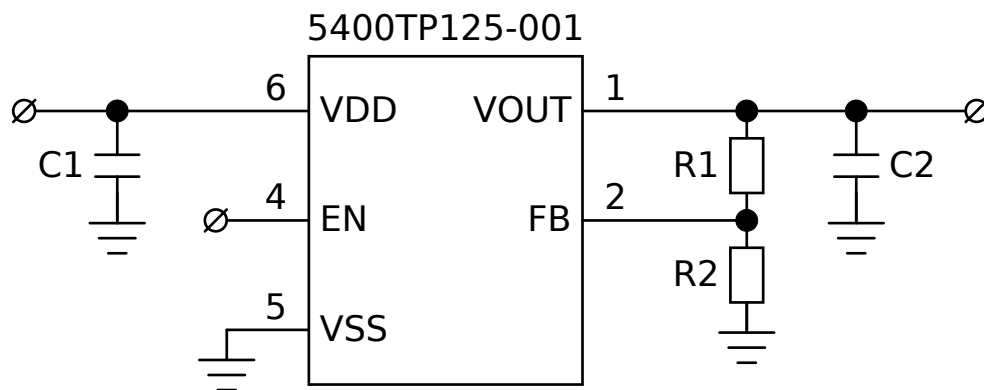 5400TP125-001
6 VDD VOUT 1
C1 R1 C2
4 EN FB 2
R2
5 VSS